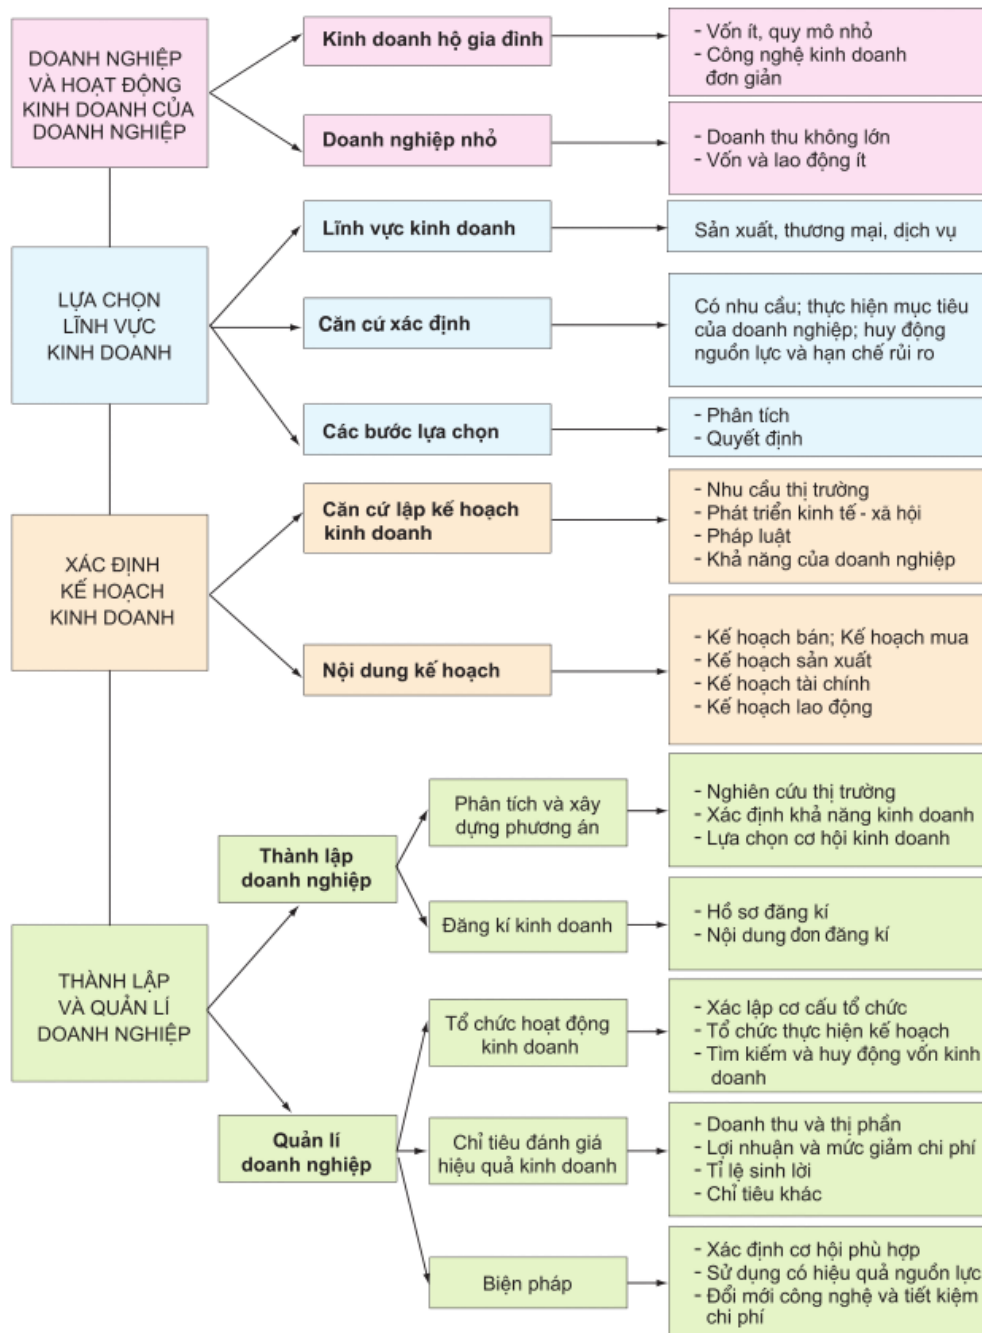 DOANH NGHIỆP
VÀ HOẠT ĐỘNG
KINH DOANH CỦA
DOANH NGHIỆP
Kinh doanh hộ gia đình
- Vốn ít, quy mô nhỏ
- Công nghệ kinh doanh
đơn giản
Doanh nghiệp nhỏ
- Doanh thu không lớn
- Vốn và lao động ít
LỰA CHỌN
LĨNH VỰC
KINH DOANH
Lĩnh vực kinh doanh
Sản xuất, thương mại, dịch vụ
Căn cứ xác định
Có nhu cầu; thực hiện mục tiêu
của doanh nghiệp; huy động
nguồn lực và hạn chế rủi ro
Các bước lựa chọn
- Phân tích
- Quyết định
XÁC ĐỊNH
KẾ HOẠCH
KINH DOANH
Căn cứ lập kế hoạch
kinh doanh
- Nhu cầu thị trường
- Phát triển kinh tế - xã hội
- Pháp luật
- Khả năng của doanh nghiệp
Nội dung kế hoạch
- Kế hoạch bán; Kế hoạch mua
- Kế hoạch sản xuất
- Kế hoạch tài chính
- Kế hoạch lao động
THÀNH LẬP
VÀ QUẢN LÍ
DOANH NGHIỆP
Thành lập
doanh nghiệp
Phân tích và xây
dựng phương án
- Nghiên cứu thị trường
- Xác định khả năng kinh doanh
- Lựa chọn cơ hội kinh doanh
Đăng kí kinh doanh
- Hồ sơ đăng kí
- Nội dung đơn đăng kí
Quản lí
doanh nghiệp
Tổ chức hoạt động
kinh doanh
- Xác lập cơ cấu tổ chức
- Tổ chức thực hiện kế hoạch
- Tìm kiếm và huy động vốn kinh
doanh
Chỉ tiêu đánh giá
hiệu quả kinh doanh
- Doanh thu và thị phần
- Lợi nhuận và mức giảm chi phí
- Tỉ lệ sinh lời
- Chỉ tiêu khác
Biện pháp
- Xác định cơ hội phù hợp
- Sử dụng có hiệu quả nguồn lực
- Đổi mới công nghệ và tiết kiệm
chi phí